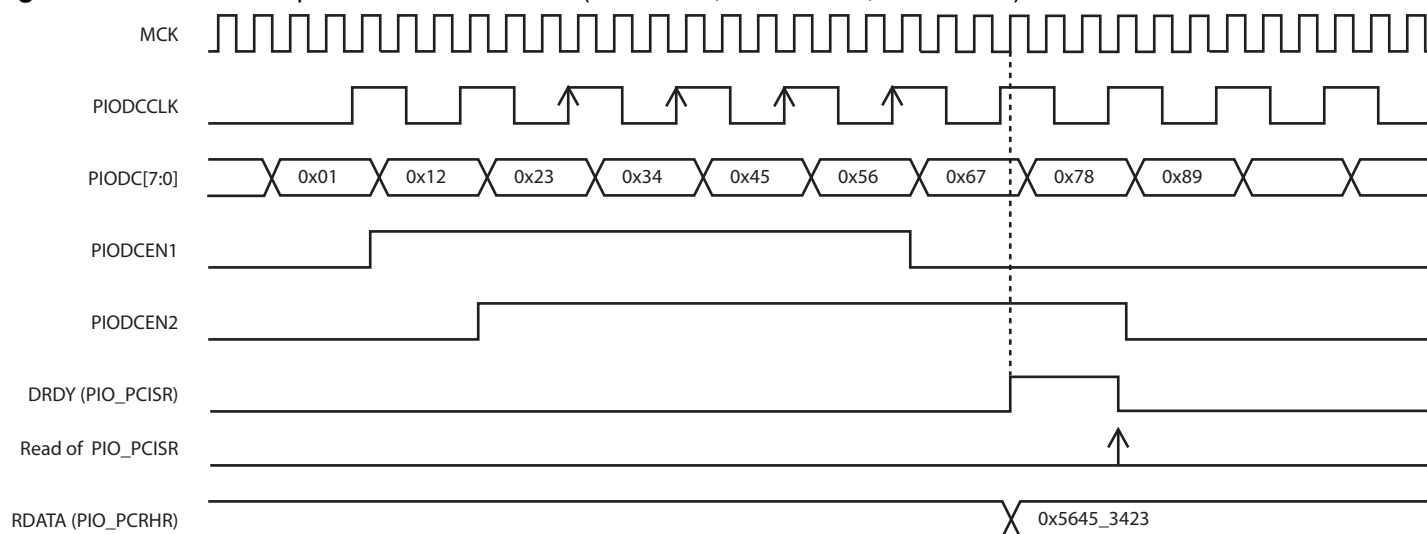 MCK
PIODCCLK
PIODC[7:0] 0x01 0x12 0x23 0x34 0x45 0x56 0x67 0x78 0x89
PIODCEN1
PIODCEN2
DRDY (PIO_PCISR)
Read of PIO_PCISR
RDATA (PIO_PCRHR) 0x5645_3423